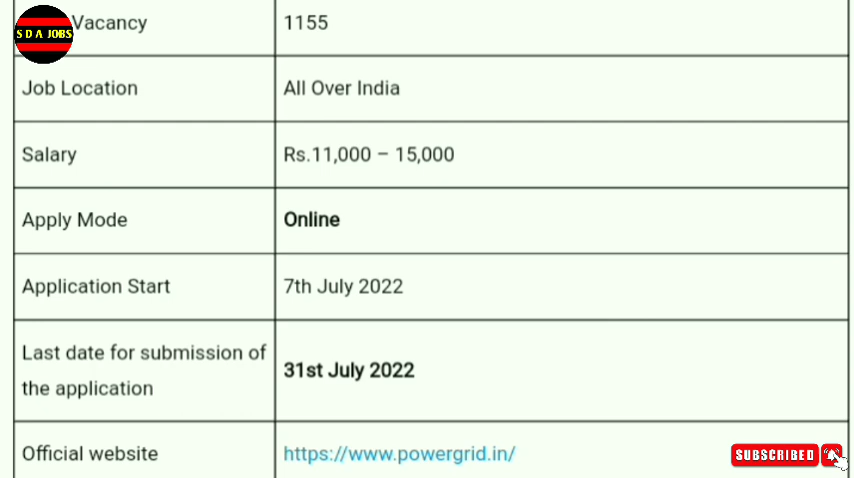 S D A JOBS
Vacancy 1155
Job Location All Over India
Salary Rs.11,000 – 15,000
Apply Mode Online
Application Start 7th July 2022
Last date for submission of
the application 31st July 2022
Official website https://www.powergrid.in/
SUBSCRIBED